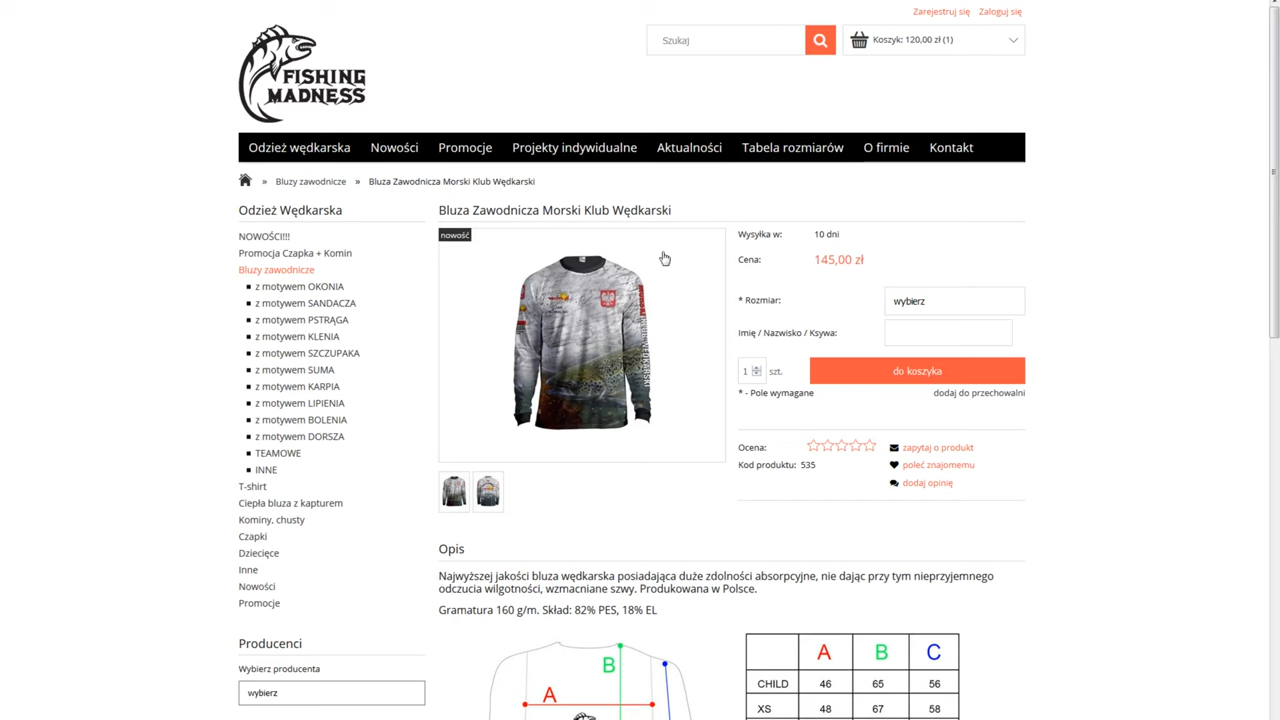 Zarejestruj się Zaloguj się
FISHING
MADNESS
Szukaj
Koszyk: 120,00 zł (1)
Odzież wędkarska Nowości Promocje Projekty indywidualne Aktualności Tabela rozmiarów O firmie Kontakt
» Bluzy zawodnicze » Bluza Zawodnicza Morski Klub Wędkarski
Odzież Wędkarska
NOWOŚCI!!!
Promocja Czapka + Komin
Bluzy zawodnicze
z motywem OKONIA
z motywem SANDACZA
z motywem PSTRĄGA
z motywem KLENIA
z motywem SZCZUPAKA
z motywem SUMA
z motywem KARPIA
z motywem LIPIENIA
z motywem BOLENIA
z motywem DORSZA
TEAMOWE
INNE
T-shirt
Ciepła bluza z kapturem
Kominy, chusty
Czapki
Dziecięce
Inne
Nowości
Promocje
Producenci
Wybierz producenta
wybierz
Bluza Zawodnicza Morski Klub Wędkarski
nowość
Wysyłka w: 10 dni
Cena: 145,00 zł
* Rozmiar: wybierz
Imię / Nazwisko / Ksywa:
1 szt. do koszyka
* - Pole wymagane dodaj do przechowalni
Ocena: zapytaj o produkt
Kod produktu: 535 poleć znajomemu
dodaj opinię
Opis
Najwyższej jakości bluza wędkarska posiadająca duże zdolności absorpcyjne, nie dając przy tym nieprzyjemnego
odczucia wilgotności, wzmacniane szwy. Produkowana w Polsce.
Gramatura 160 g/m. Skład: 82% PES, 18% EL
B
A
A B C
CHILD 46 65 56
XS 48 67 58